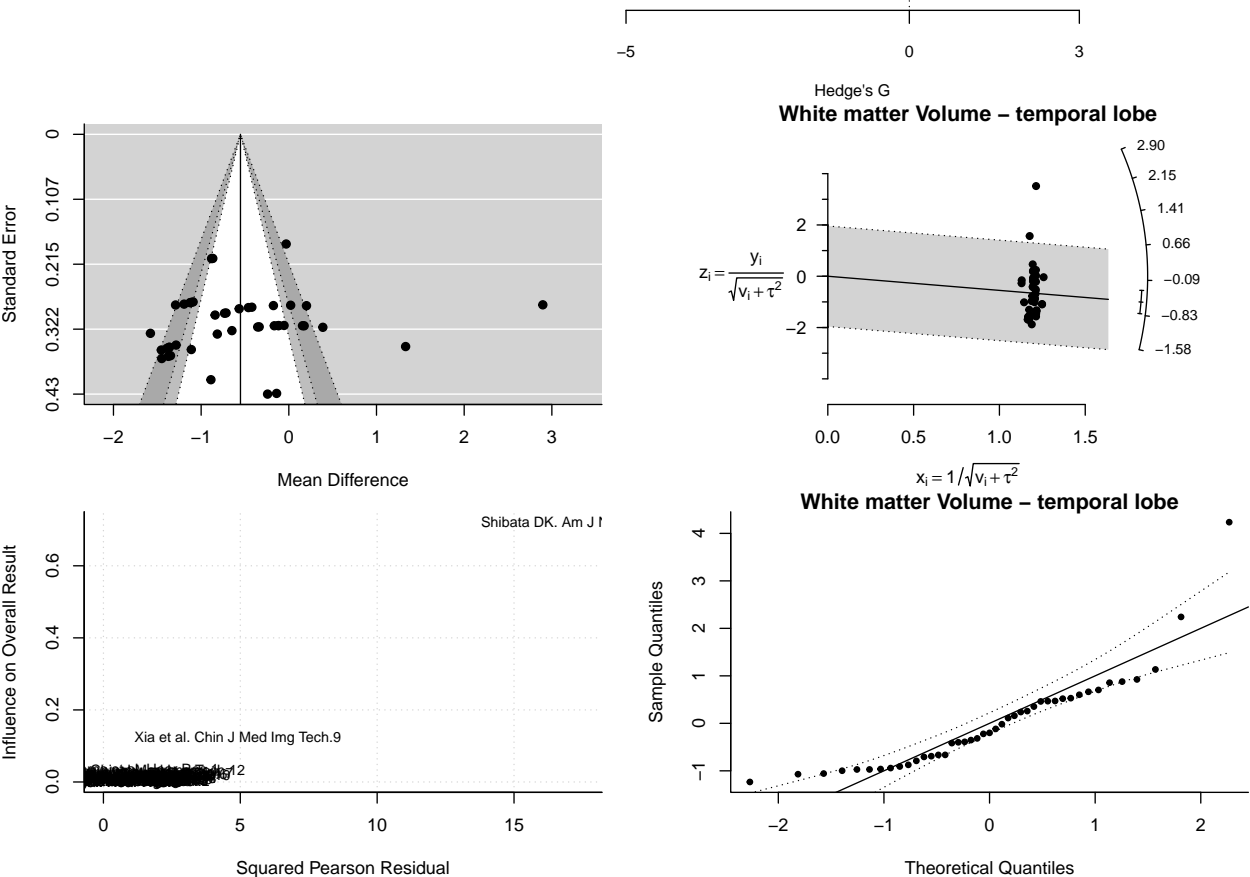 −5 0 3
Hedge's G
White matter Volume − temporal lobe
Standard Error
0 0.107 0.215 0.322 0.43
−2 −1 0 1 2 3
Mean Difference
2.90
2.15
1.41
0.66
−0.09
−0.83
−1.58
2
0
−2
zᵢ = yᵢ / √vᵢ + τ²
0.0 0.5 1.0 1.5
xᵢ = 1/√vᵢ + τ²
White matter Volume − temporal lobe
Influence on Overall Result
0.0 0.2 0.4 0.6
Shibata DK. Am J
Xia et al. Chin J Med Img Tech.9
0 5 10 15
Squared Pearson Residual
Sample Quantiles
−1 0 1 2 3 4
−2 −1 0 1 2
Theoretical Quantiles